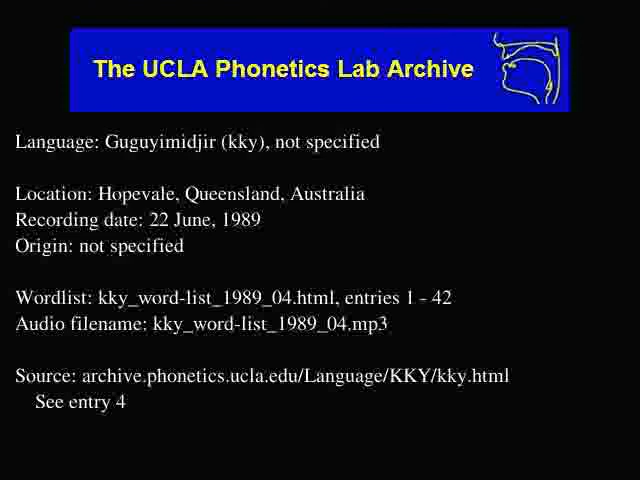 The UCLA Phonetics Lab Archive
Language: Guguyimidjir (kky), not specified
Location: Hopevale, Queensland, Australia
Recording date: 22 June, 1989
Origin: not specified
Wordlist: kky_word-list_1989_04.html, entries 1 - 42
Audio filename: kky_word-list_1989_04.mp3
Source: archive.phonetics.ucla.edu/Language/KKY/kky.html
See entry 4